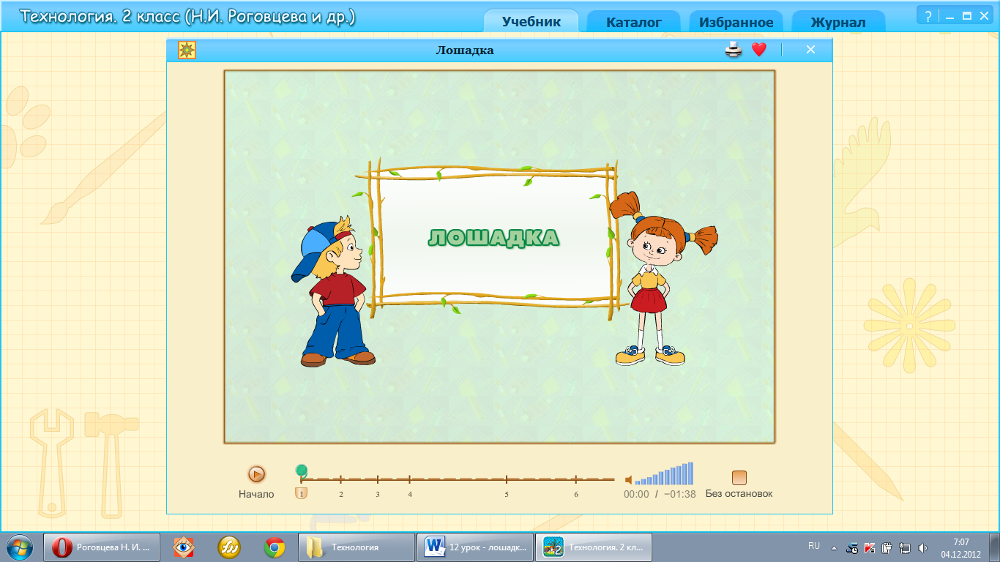 Технология. 2 класс (Н.И. Роговцева и др.)
Учебник
Каталог
Избранное
Журнал
?
Лошадка
ЛОШАДКА
Начало
1 2 3 4 5 6
00:00 / −01:38
Без остановок
Роговцева Н. И. ...
Технология
12 урок - лошадк...
2
Технология. 2 кл...
RU
7:07
04.12.2012